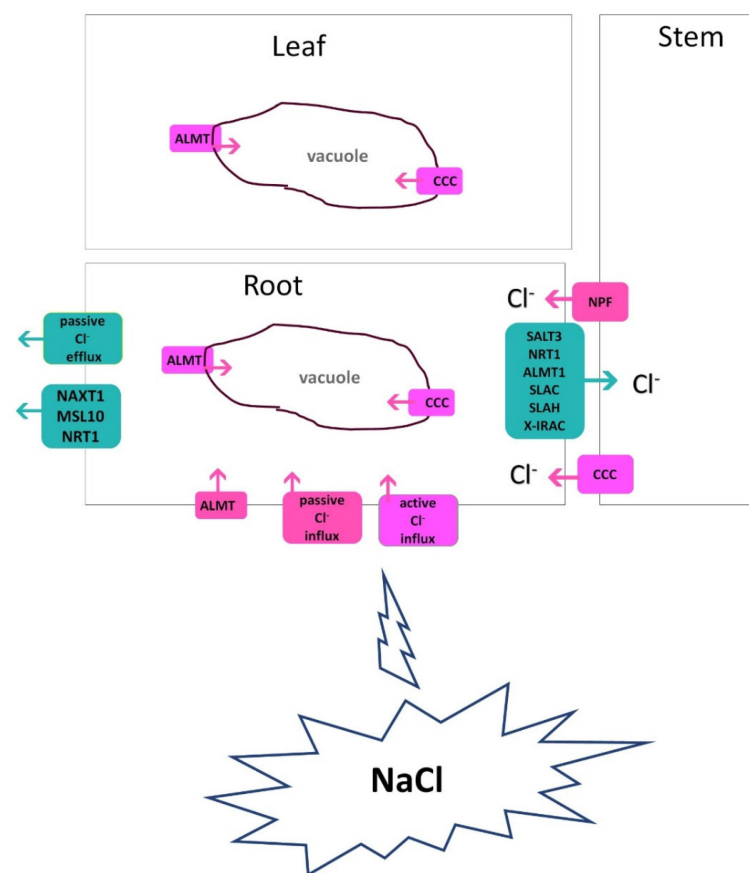 Leaf
Stem
ALMT
vacuole
CCC
Root
Cl⁻
NPF
passive
Cl⁻
efflux
SALT3
NRT1
ALMT1
SLAC
SLAH
X-IRAC
Cl⁻
ALMT
vacuole
CCC
NAXT1
MSL10
NRT1
Cl⁻
CCC
ALMT
passive
Cl⁻
influx
active
Cl⁻
influx
NaCl